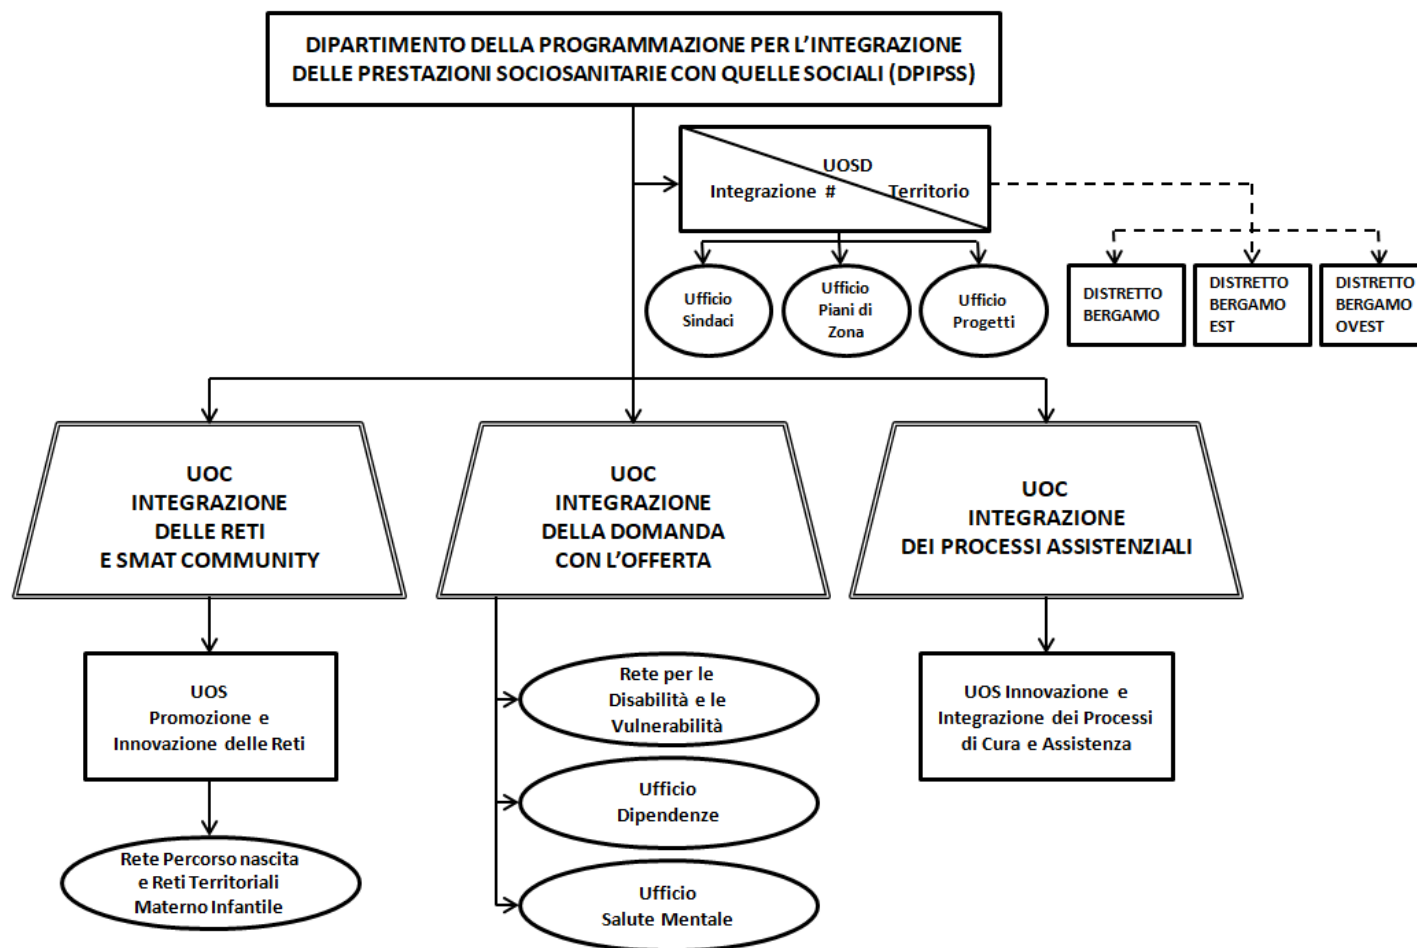 DIPARTIMENTO DELLA PROGRAMMAZIONE PER L'INTEGRAZIONE
DELLE PRESTAZIONI SOCIOSANITARIE CON QUELLE SOCIALI (DPIPSS)
UOSD
Integrazione # Territorio
Ufficio
Sindaci
Ufficio
Piani di
Zona
Ufficio
Progetti
DISTRETTO
BERGAMO
DISTRETTO
BERGAMO
EST
DISTRETTO
BERGAMO
OVEST
UOC
INTEGRAZIONE
DELLE RETI
E SMAT COMMUNITY
UOC
INTEGRAZIONE
DELLA DOMANDA
CON L'OFFERTA
UOC
INTEGRAZIONE
DEI PROCESSI ASSISTENZIALI
UOS
Promozione e
Innovazione delle Reti
Rete per le
Disabilità e le
Vulnerabilità
UOS Innovazione e
Integrazione dei Processi
di Cura e Assistenza
Ufficio
Dipendenze
Rete Percorso nascita
e Reti Territoriali
Materno Infantile
Ufficio
Salute Mentale